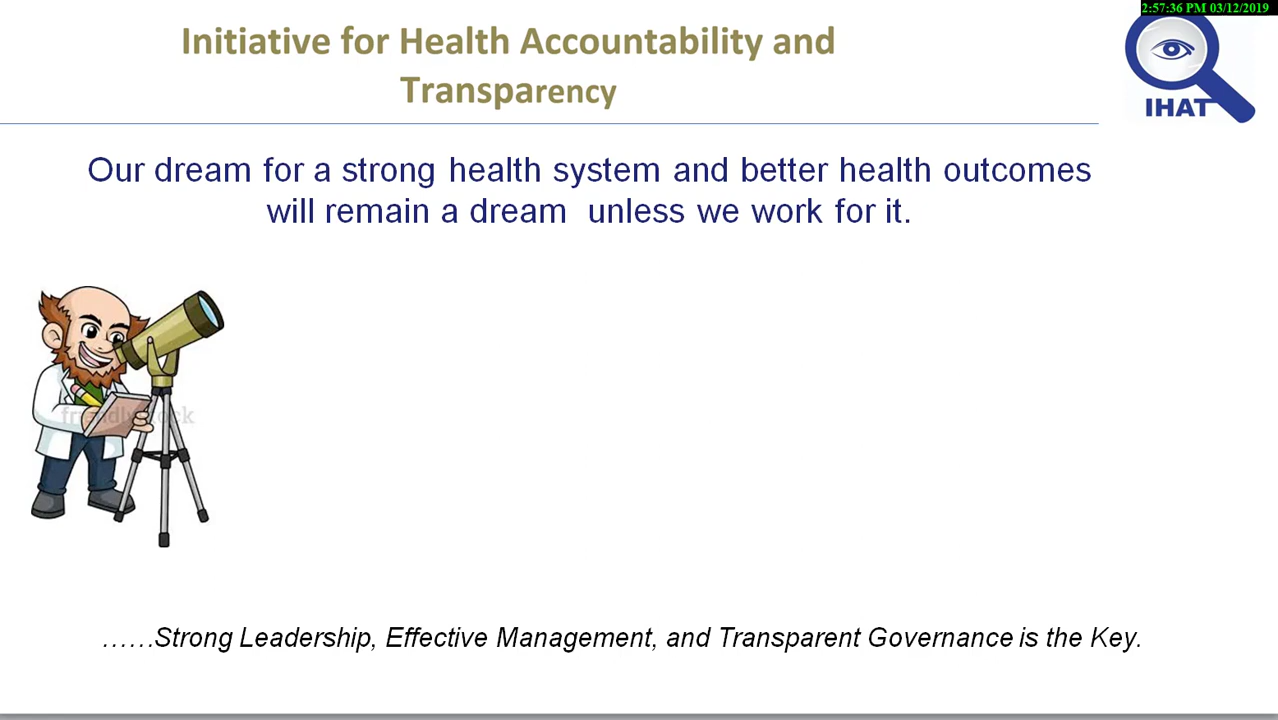 2:57:36 PM 03/12/2019
Initiative for Health Accountability and
Transparency
IHAT
Our dream for a strong health system and better health outcomes
will remain a dream unless we work for it.
......Strong Leadership, Effective Management, and Transparent Governance is the Key.